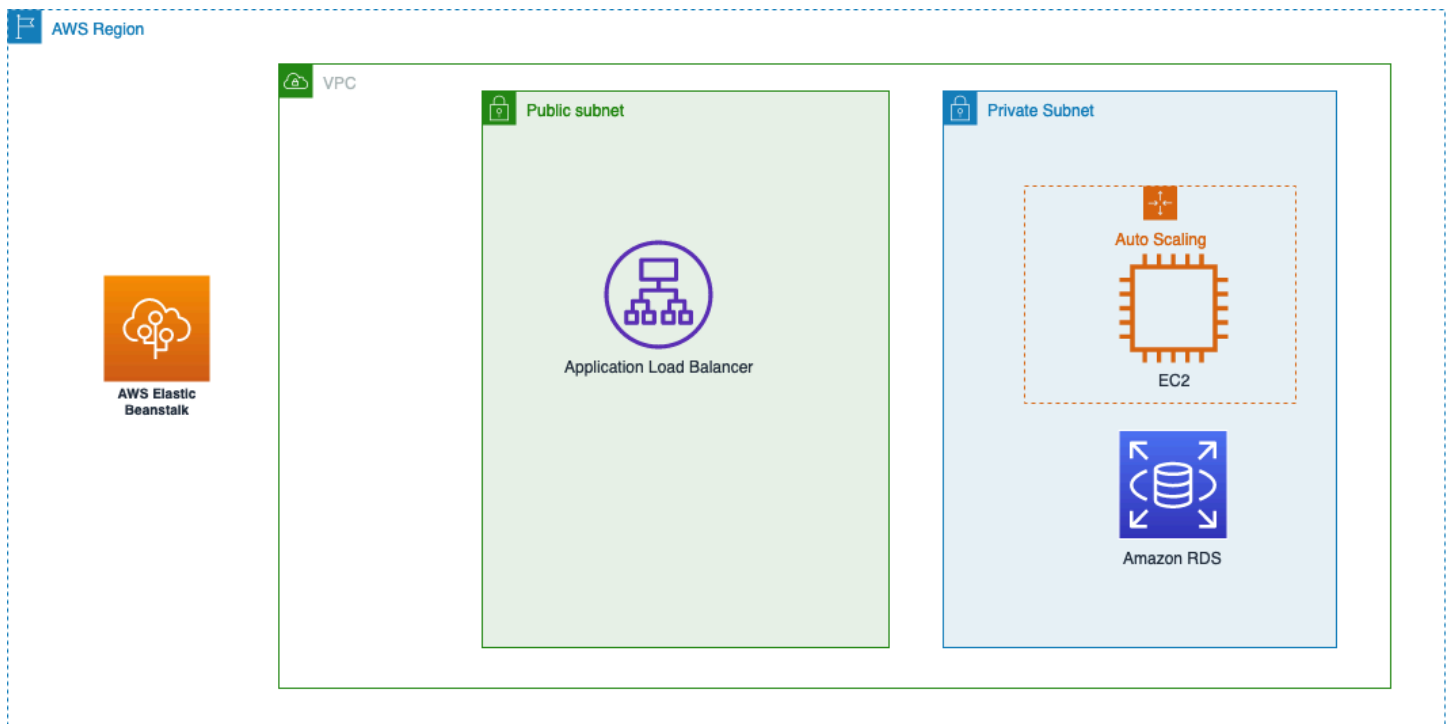 AWS Region
VPC
Public subnet
Private Subnet
Auto Scaling
Application Load Balancer
EC2
AWS Elastic
Beanstalk
Amazon RDS